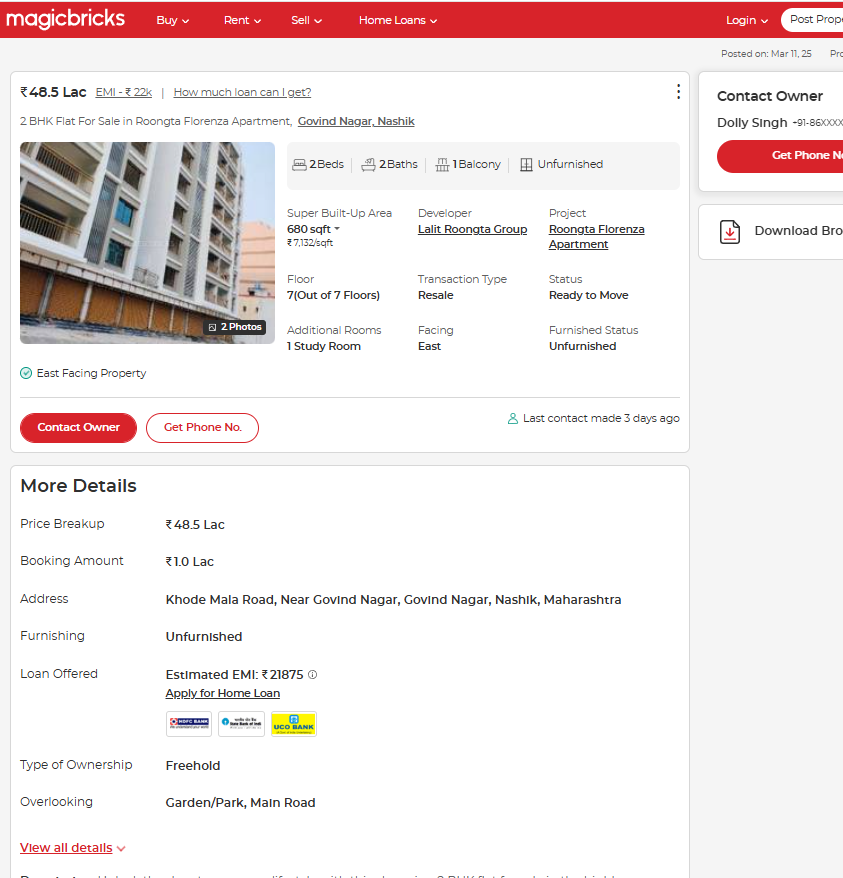 magicbricks Buy Rent Sell Home Loans Login Post Prope
Posted on: Mar 11, 25 Pro
₹48.5 Lac EMI - ₹ 22k | How much loan can I get?
2 BHK Flat For Sale in Roongta Florenza Apartment, Govind Nagar, Nashik
2 Beds 2 Baths 1 Balcony Unfurnished
Super Built-Up Area Developer Project
680 sqft Lalit Roongta Group Roongta Florenza
₹7,132/sqft Apartment
Floor Transaction Type Status
7(Out of 7 Floors) Resale Ready to Move
2 Photos
Additional Rooms Facing Furnished Status
1 Study Room East Unfurnished
East Facing Property
Contact Owner Get Phone No. Last contact made 3 days ago
Contact Owner
Dolly Singh +91-86XXXX
Get Phone No
Download Bro
More Details
Price Breakup ₹48.5 Lac
Booking Amount ₹1.0 Lac
Address Khode Mala Road, Near Govind Nagar, Govind Nagar, Nashik, Maharashtra
Furnishing Unfurnished
Loan Offered Estimated EMI: ₹21875
Apply for Home Loan
HDFC BANK UCO BANK
Type of Ownership Freehold
Overlooking Garden/Park, Main Road
View all details